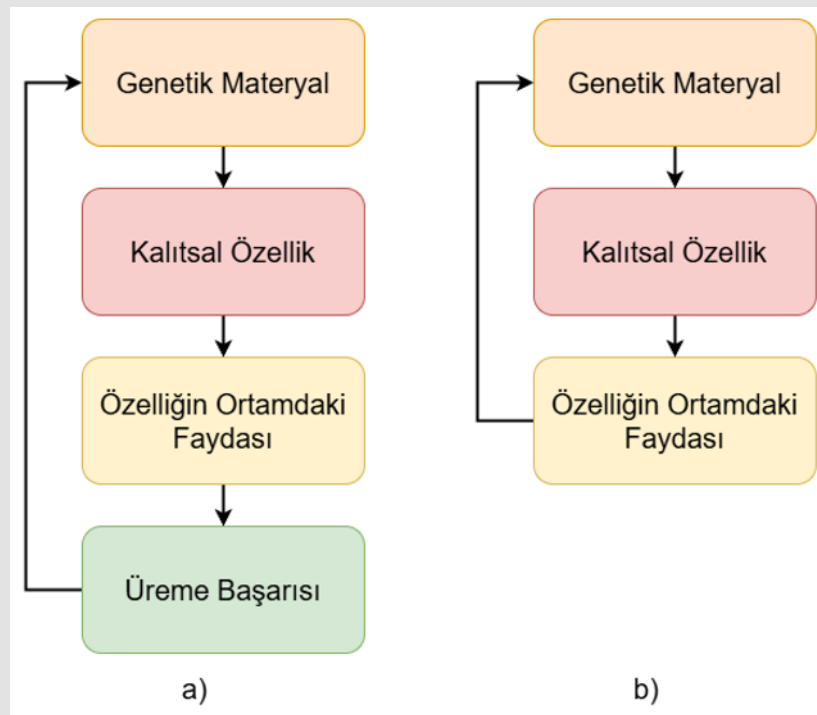 Genetik Materyal
Kalıtsal Özellik
Özelliğin Ortamdaki
Faydası
Üreme Başarısı
a)
Genetik Materyal
Kalıtsal Özellik
Özelliğin Ortamdaki
Faydası
b)